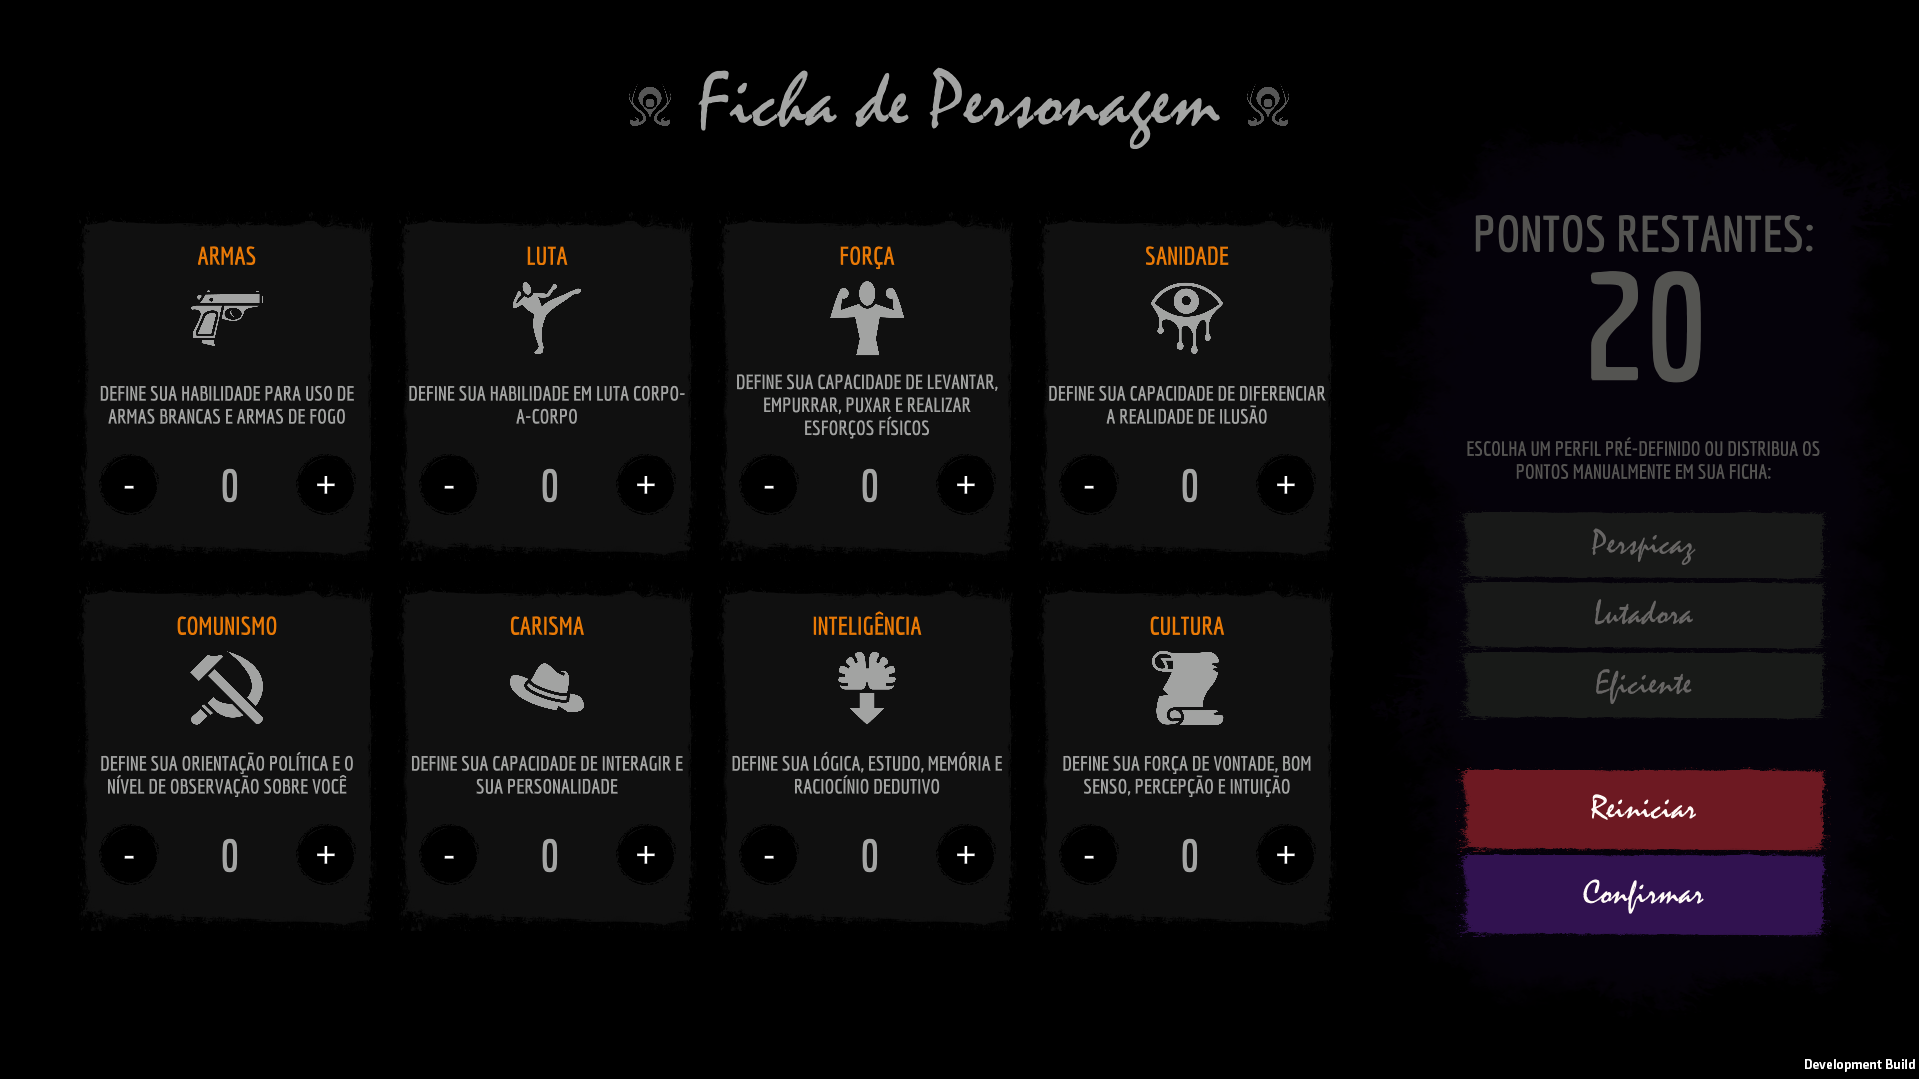 Ficha de Personagem
ARMAS
DEFINE SUA HABILIDADE PARA USO DE
ARMAS BRANCAS E ARMAS DE FOGO
- 0 +
LUTA
DEFINE SUA HABILIDADE EM LUTA CORPO-
A-CORPO
- 0 +
FORÇA
DEFINE SUA CAPACIDADE DE LEVANTAR,
EMPURRAR, PUXAR E REALIZAR
ESFORÇOS FÍSICOS
- 0 +
SANIDADE
DEFINE SUA CAPACIDADE DE DIFERENCIAR
A REALIDADE DE ILUSÃO
- 0 +
COMUNISMO
DEFINE SUA ORIENTAÇÃO POLÍTICA E O
NÍVEL DE OBSERVAÇÃO SOBRE VOCÊ
- 0 +
CARISMA
DEFINE SUA CAPACIDADE DE INTERAGIR E
SUA PERSONALIDADE
- 0 +
INTELIGÊNCIA
DEFINE SUA LÓGICA, ESTUDO, MEMÓRIA E
RACIOCÍNIO DEDUTIVO
- 0 +
CULTURA
DEFINE SUA FORÇA DE VONTADE, BOM
SENSO, PERCEPÇÃO E INTUIÇÃO
- 0 +
PONTOS RESTANTES:
20
ESCOLHA UM PERFIL PRÉ-DEFINIDO OU DISTRIBUA OS
PONTOS MANUALMENTE EM SUA FICHA:
Perspicaz
Lutadora
Eficiente
Reiniciar
Confirmar
Development Build